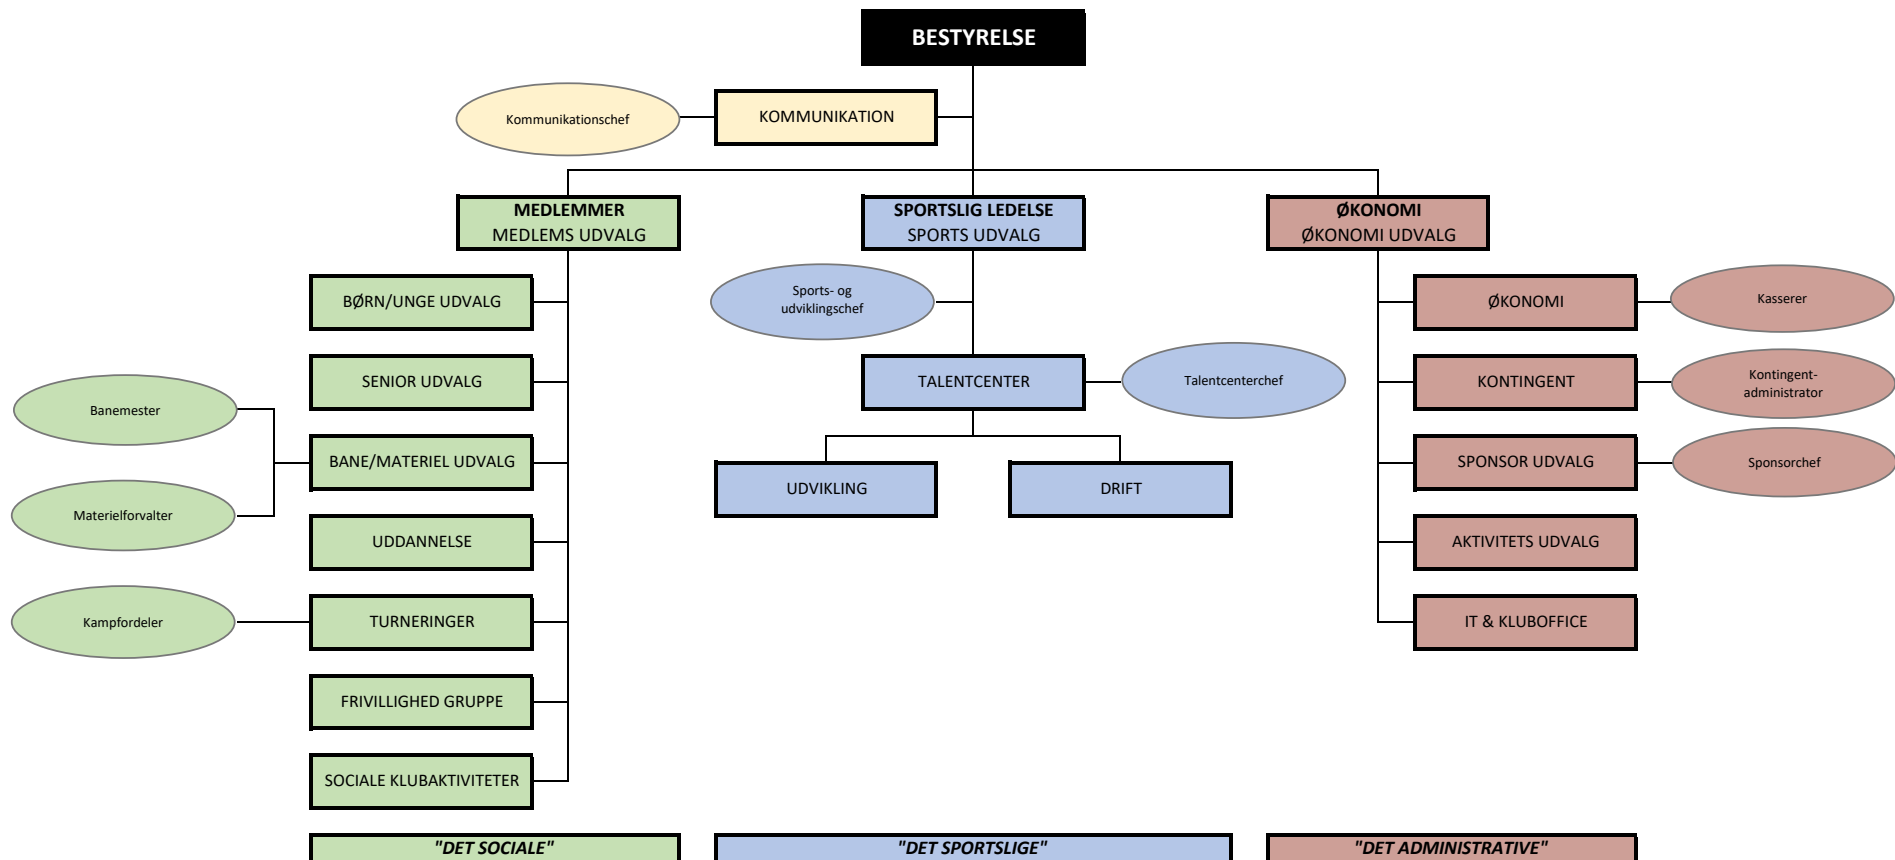 BESTYRELSE
Kommunikationschef
KOMMUNIKATION
MEDLEMMER
MEDLEMS UDVALG
SPORTSLIG LEDELSE
SPORTS UDVALG
ØKONOMI
ØKONOMI UDVALG
BØRN/UNGE UDVALG
Sports- og
udviklingschef
ØKONOMI
Kasserer
SENIOR UDVALG
TALENTCENTER
Talentcenterchef
KONTINGENT
Kontingent-
administrator
Banemester
BANE/MATERIEL UDVALG
UDVIKLING
DRIFT
SPONSOR UDVALG
Sponsorchef
Materielforvalter
UDDANNELSE
AKTIVITETS UDVALG
Kampfordeler
TURNERINGER
IT & KLUBOFFICE
FRIVILLIGHED GRUPPE
SOCIALE KLUBAKTIVITETER
"DET SOCIALE"
"DET SPORTSLIGE"
"DET ADMINISTRATIVE"